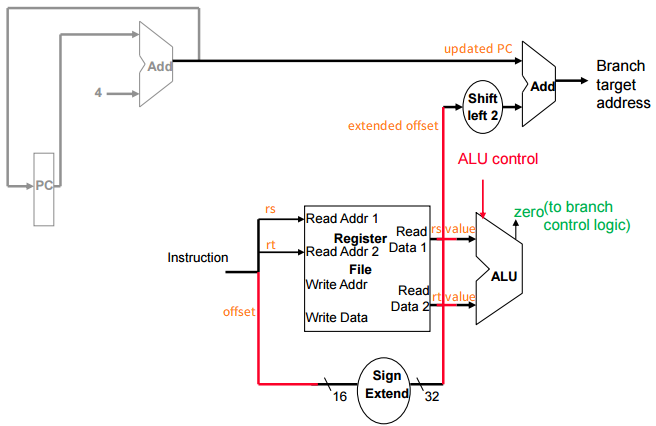 updated PC
Add
4
Add
Branch
target
address
Shift
left 2
extended offset
ALU control
PC
rs
Read Addr 1
zero(to branch
control logic)
Read
Data 1
rs value
Register
File
rt
Read Addr 2
Instruction
Write Addr
ALU
Read
Data 2
rt value
offset
Write Data
Sign
Extend
16
32